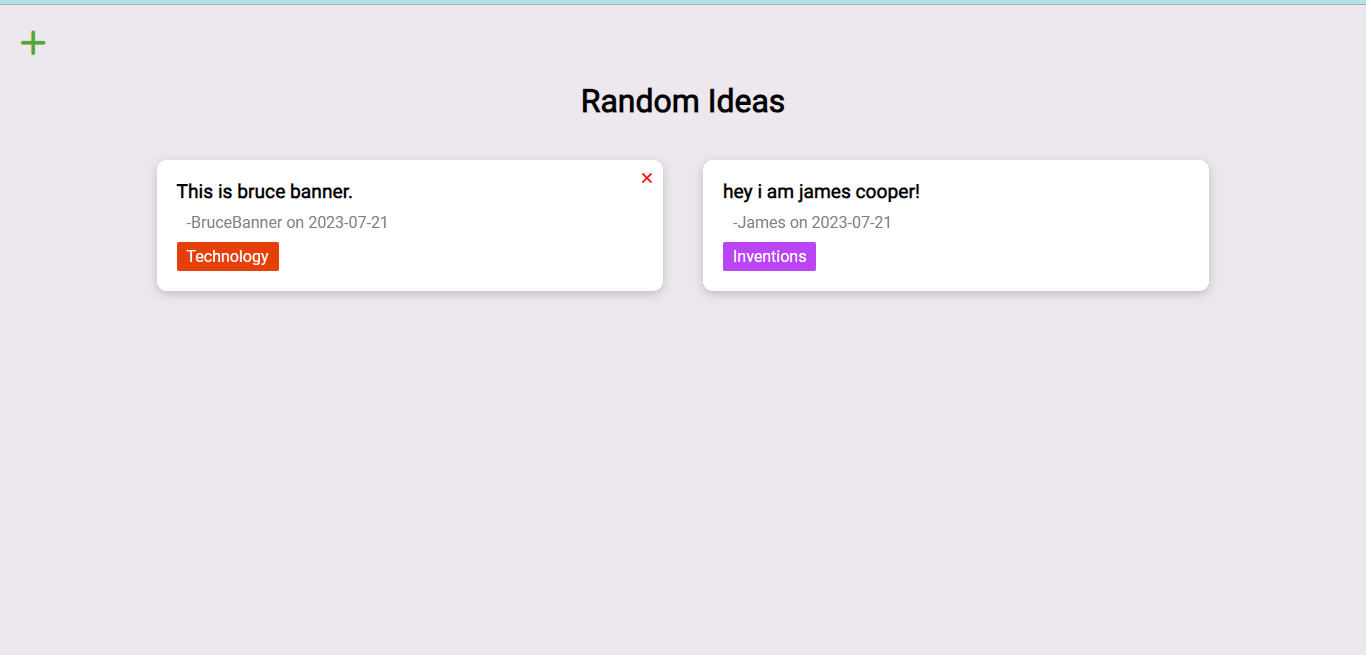 Random Ideas
This is bruce banner.
-BruceBanner on 2023-07-21
Technology
hey i am james cooper!
-James on 2023-07-21
Inventions